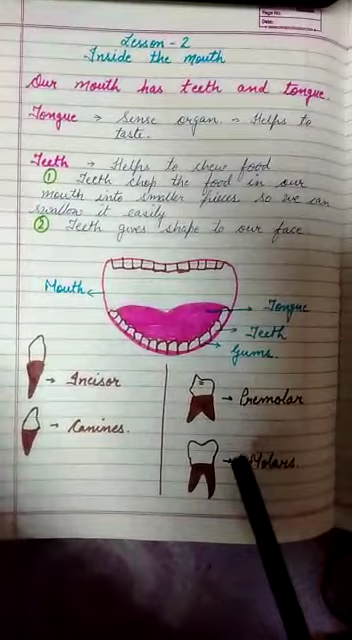 Page No:
Date:
Lesson - 2
Inside the mouth
Our mouth has teeth and tongue.
Tongue → Sense organ. → Helps to
taste.
Teeth → Helps to chew food
① Teeth chop the food in our
mouth into smaller pieces so we can
swallow it easily
② Teeth gives shape to our face
Mouth
Tongue
Teeth
Gums.
→ Incisor
→ Canines.
→ Premolar
→ Molars.